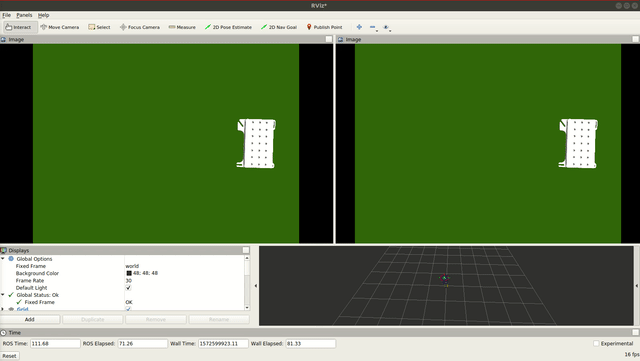 RViz*
File Panels Help
Interact Move Camera Select Focus Camera Measure 2D Pose Estimate 2D Nav Goal Publish Point
Image Image
Displays
Global Options
Fixed Frame world
Background Color 48; 48; 48
Frame Rate 30
Default Light
Global Status: Ok
Fixed Frame OK
Grid
Add Duplicate Remove Rename
Time
ROS Time: 111.68 ROS Elapsed: 71.26 Wall Time: 1572599923.11 Wall Elapsed: 81.33 Experimental
Reset 16 fps